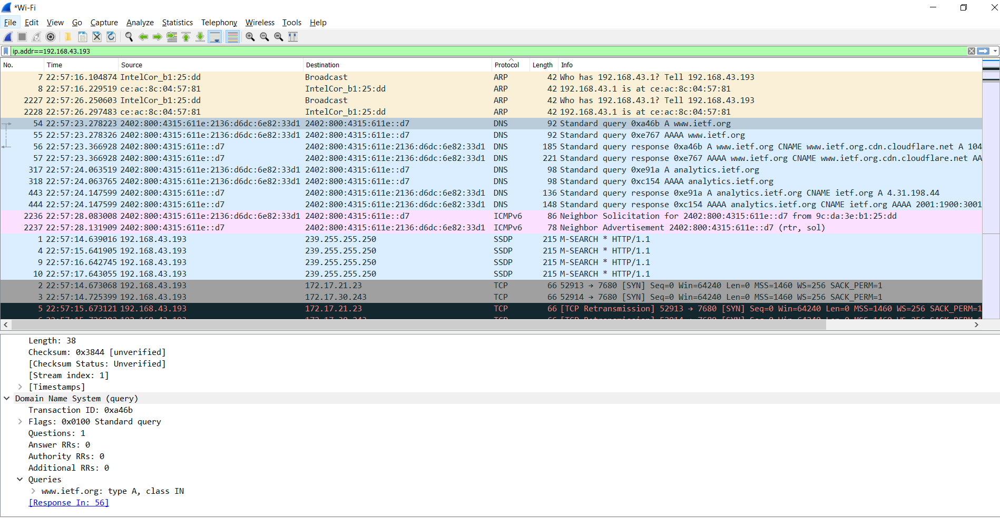 *Wi-Fi
File Edit View Go Capture Analyze Statistics Telephony Wireless Tools Help
ip.addr==192.168.43.193
No. Time Source Destination Protocol Length Info
7 22:57:16.104874 IntelCor_b1:25:dd Broadcast ARP 42 Who has 192.168.43.1? Tell 192.168.43.193
8 22:57:16.229519 ce:ac:8c:04:57:81 IntelCor_b1:25:dd ARP 42 192.168.43.1 is at ce:ac:8c:04:57:81
2227 22:57:26.250603 IntelCor_b1:25:dd Broadcast ARP 42 Who has 192.168.43.1? Tell 192.168.43.193
2228 22:57:26.297483 ce:ac:8c:04:57:81 IntelCor_b1:25:dd ARP 42 192.168.43.1 is at ce:ac:8c:04:57:81
54 22:57:23.278223 2402:800:4315:611e:2136:d6dc:6e82:33d1 2402:800:4315:611e::d7 DNS 92 Standard query 0xa46b A www.ietf.org
55 22:57:23.278326 2402:800:4315:611e:2136:d6dc:6e82:33d1 2402:800:4315:611e::d7 DNS 92 Standard query 0xe767 AAAA www.ietf.org
56 22:57:23.366928 2402:800:4315:611e::d7 2402:800:4315:611e:2136:d6dc:6e82:33d1 DNS 185 Standard query response 0xa46b A www.ietf.org CNAME www.ietf.org.cdn.cloudflare.net A 104
57 22:57:23.366928 2402:800:4315:611e::d7 2402:800:4315:611e:2136:d6dc:6e82:33d1 DNS 221 Standard query response 0xe767 AAAA www.ietf.org CNAME www.ietf.org.cdn.cloudflare.net AA
317 22:57:24.063519 2402:800:4315:611e:2136:d6dc:6e82:33d1 2402:800:4315:611e::d7 DNS 98 Standard query 0xe91a A analytics.ietf.org
318 22:57:24.063765 2402:800:4315:611e:2136:d6dc:6e82:33d1 2402:800:4315:611e::d7 DNS 98 Standard query 0xc154 AAAA analytics.ietf.org
443 22:57:24.147599 2402:800:4315:611e::d7 2402:800:4315:611e:2136:d6dc:6e82:33d1 DNS 136 Standard query response 0xe91a A analytics.ietf.org CNAME ietf.org A 4.31.198.44
444 22:57:24.147599 2402:800:4315:611e::d7 2402:800:4315:611e:2136:d6dc:6e82:33d1 DNS 148 Standard query response 0xc154 AAAA analytics.ietf.org CNAME ietf.org AAAA 2001:1900:3001
2236 22:57:28.083008 2402:800:4315:611e:2136:d6dc:6e82:33d1 2402:800:4315:611e::d7 ICMPv6 86 Neighbor Solicitation for 2402:800:4315:611e::d7 from 9c:da:3e:b1:25:dd
2237 22:57:28.131909 2402:800:4315:611e::d7 2402:800:4315:611e:2136:d6dc:6e82:33d1 ICMPv6 78 Neighbor Advertisement 2402:800:4315:611e::d7 (rtr, sol)
1 22:57:14.639016 192.168.43.193 239.255.255.250 SSDP 215 M-SEARCH * HTTP/1.1
4 22:57:15.641905 192.168.43.193 239.255.255.250 SSDP 215 M-SEARCH * HTTP/1.1
9 22:57:16.642745 192.168.43.193 239.255.255.250 SSDP 215 M-SEARCH * HTTP/1.1
10 22:57:17.643055 192.168.43.193 239.255.255.250 SSDP 215 M-SEARCH * HTTP/1.1
2 22:57:14.673068 192.168.43.193 172.17.21.23 TCP 66 52913 → 7680 [SYN] Seq=0 Win=64240 Len=0 MSS=1460 WS=256 SACK_PERM=1
3 22:57:14.725399 192.168.43.193 172.17.30.243 TCP 66 52914 → 7680 [SYN] Seq=0 Win=64240 Len=0 MSS=1460 WS=256 SACK_PERM=1
5 22:57:15.673121 192.168.43.193 172.17.21.23 TCP 66 [TCP Retransmission] 52913 → 7680 [SYN] Seq=0 Win=64240 Len=0 MSS=1460 WS=256 SACK_PERM=1
Length: 38
Checksum: 0x3844 [unverified]
[Checksum Status: Unverified]
[Stream index: 1]
[Timestamps]
Domain Name System (query)
Transaction ID: 0xa46b
Flags: 0x0100 Standard query
Questions: 1
Answer RRs: 0
Authority RRs: 0
Additional RRs: 0
Queries
www.ietf.org: type A, class IN
[Response In: 56]